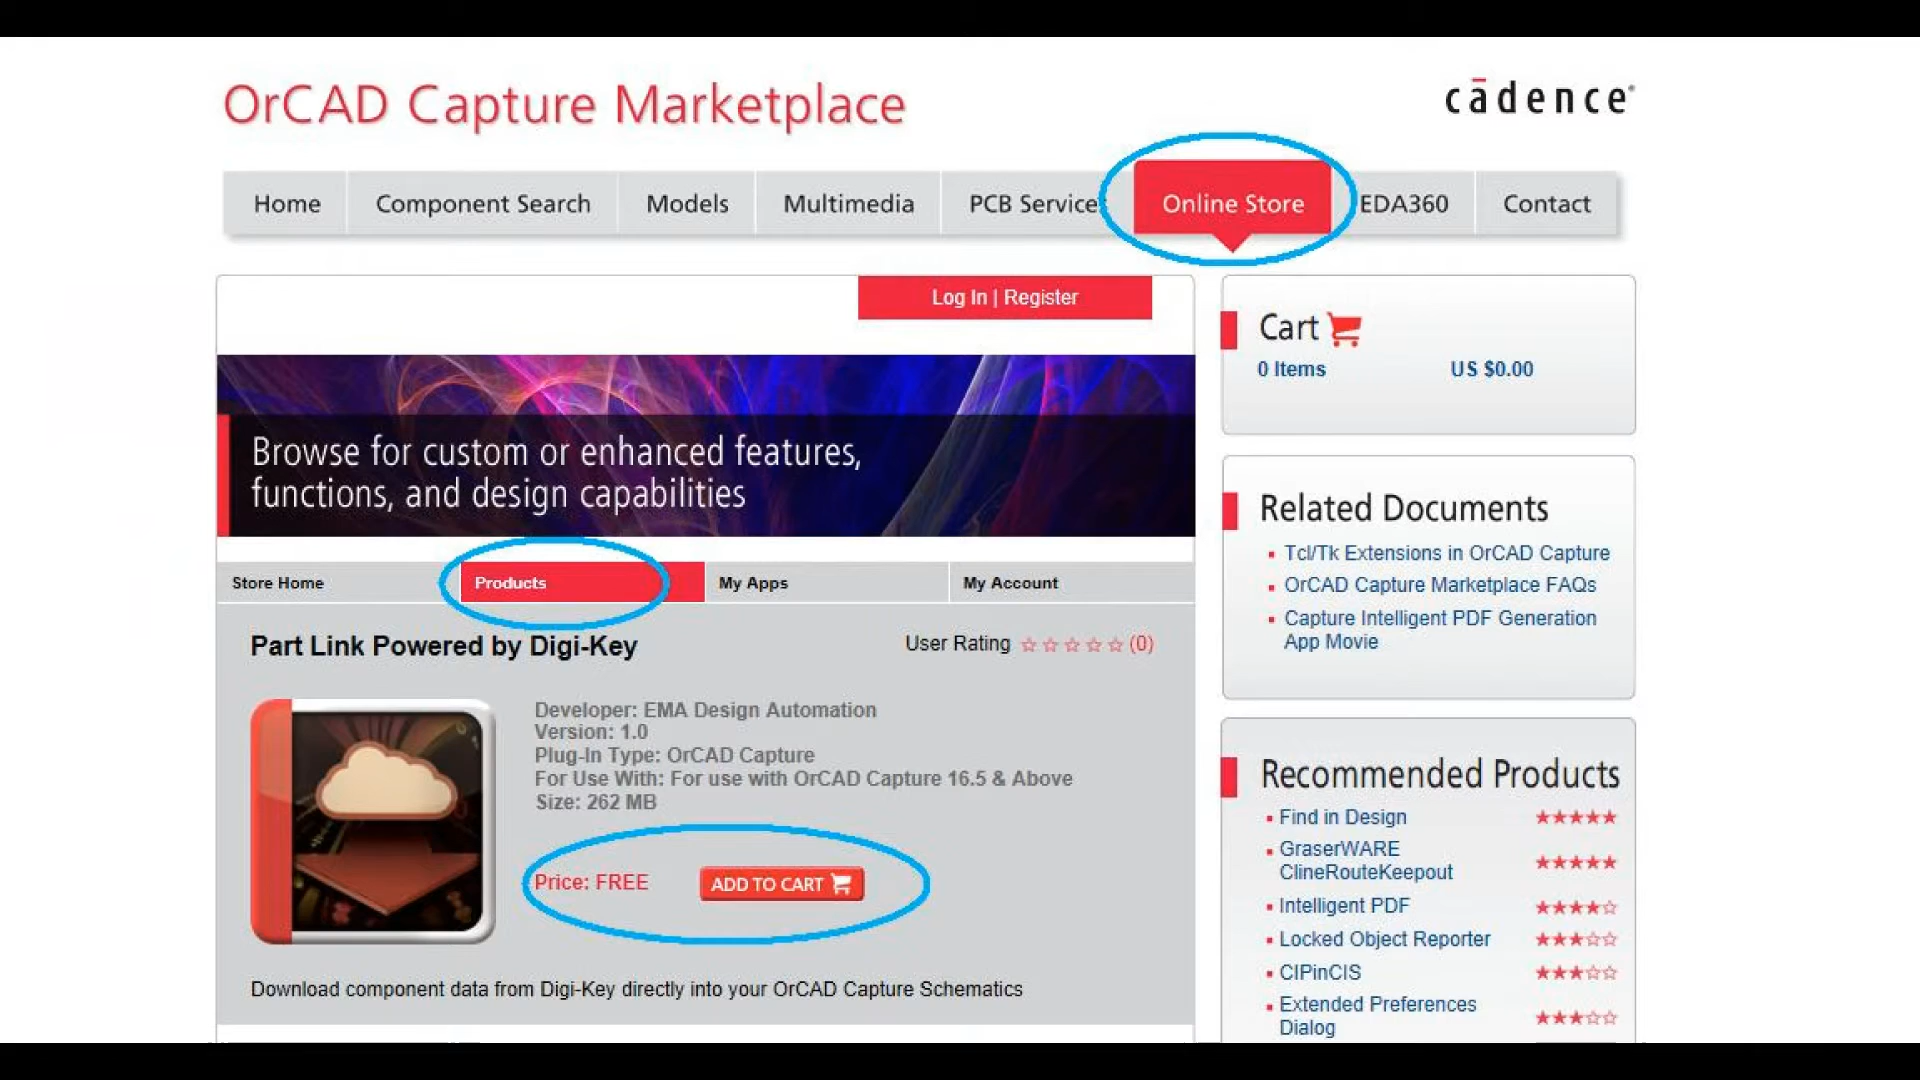 OrCAD Capture Marketplace
cādence®
Home
Component Search
Models
Multimedia
PCB Service
Online Store
EDA360
Contact
Log In | Register
Browse for custom or enhanced features,
functions, and design capabilities
Store Home
Products
My Apps
My Account
Part Link Powered by Digi-Key
User Rating ☆☆☆☆☆ (0)
Developer: EMA Design Automation
Version: 1.0
Plug-In Type: OrCAD Capture
For Use With: For use with OrCAD Capture 16.5 & Above
Size: 262 MB
Price: FREE
ADD TO CART
Download component data from Digi-Key directly into your OrCAD Capture Schematics
Cart
0 Items
US $0.00
Related Documents
Tcl/Tk Extensions in OrCAD Capture
OrCAD Capture Marketplace FAQs
Capture Intelligent PDF Generation
App Movie
Recommended Products
Find in Design
GraserWARE
ClineRouteKeepout
Intelligent PDF
Locked Object Reporter
CIPinCIS
Extended Preferences
Dialog